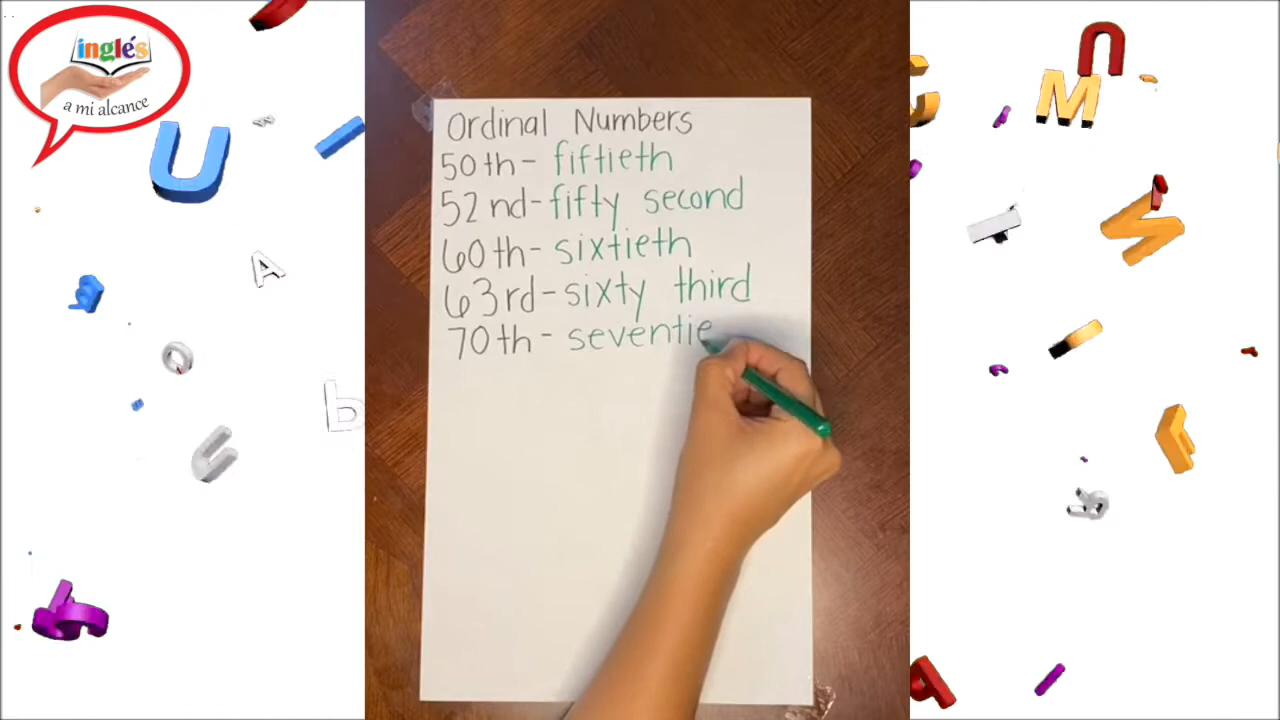 inglés
a mi alcance
Ordinal Numbers
50th - fiftieth
52nd - fifty second
60th - sixtieth
63rd - sixty third
70th - seventie